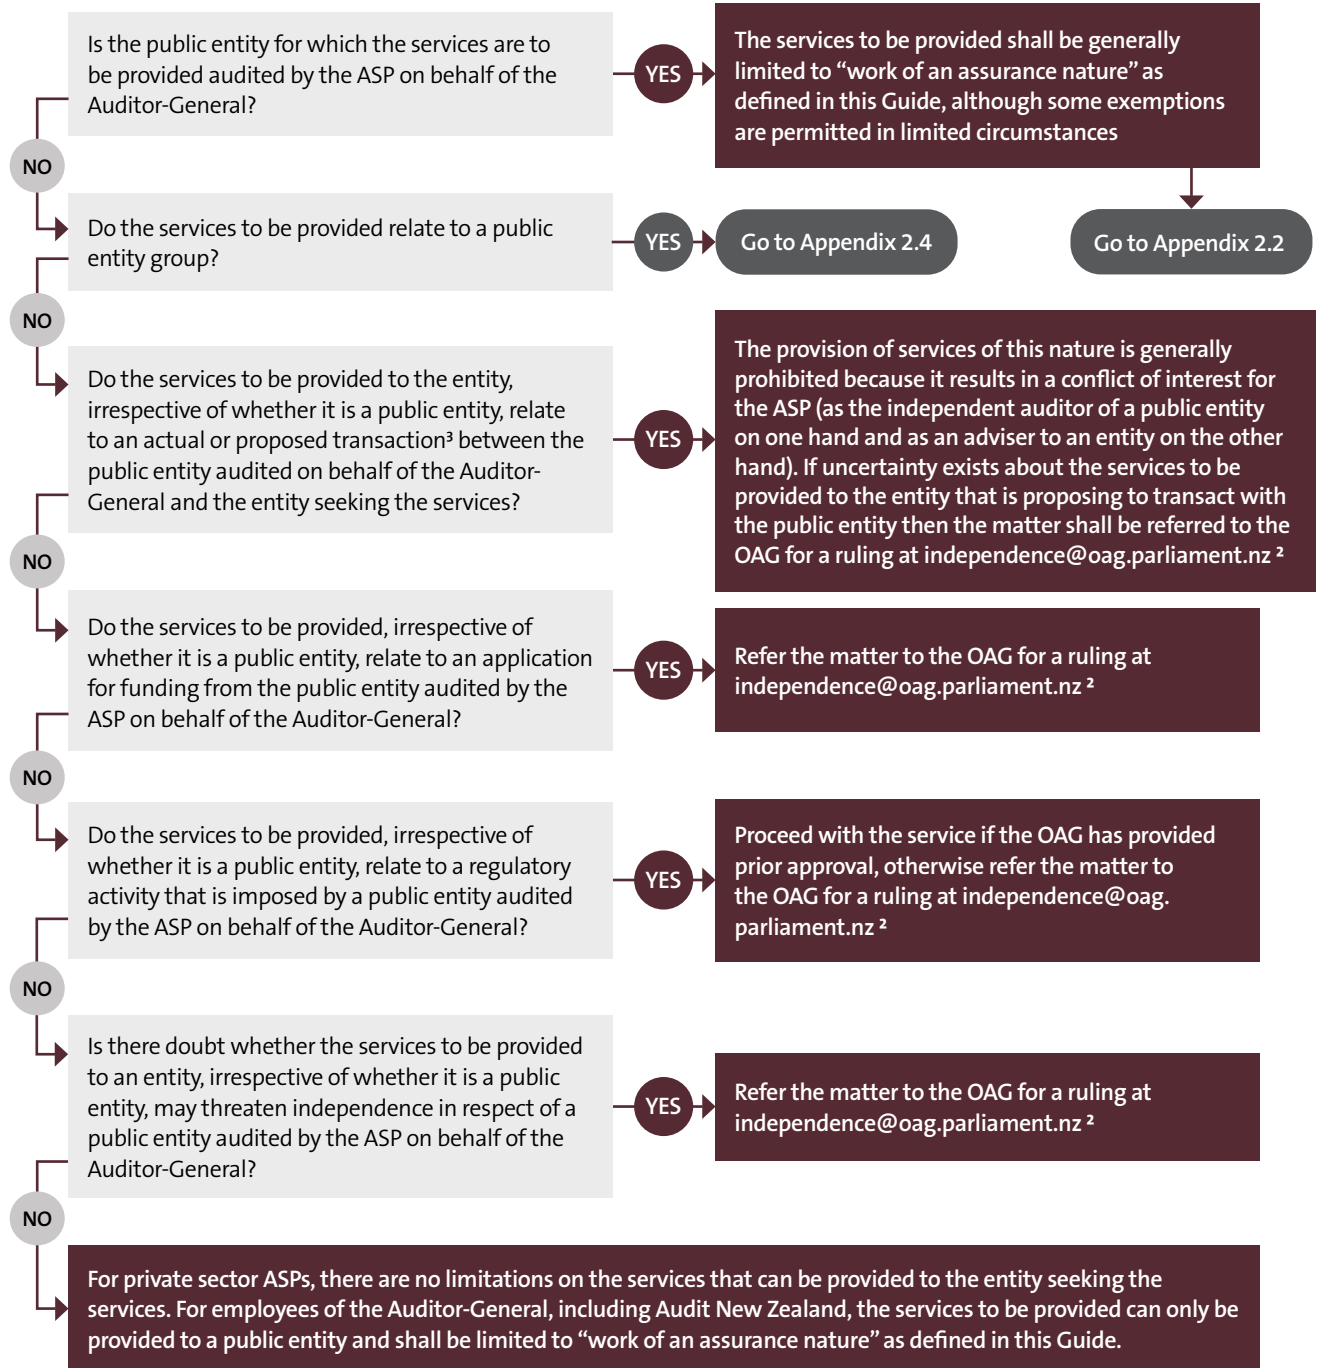 Is the public entity for which the services are to
be provided audited by the ASP on behalf of the
Auditor-General?
YES
The services to be provided shall be generally
limited to “work of an assurance nature” as
defined in this Guide, although some exemptions
are permitted in limited circumstances
NO
Do the services to be provided relate to a public
entity group?
YES
Go to Appendix 2.4
Go to Appendix 2.2
NO
Do the services to be provided to the entity,
irrespective of whether it is a public entity, relate
to an actual or proposed transaction³ between the
public entity audited on behalf of the Auditor-
General and the entity seeking the services?
YES
The provision of services of this nature is generally
prohibited because it results in a conflict of interest for
the ASP (as the independent auditor of a public entity
on one hand and as an adviser to an entity on the other
hand). If uncertainty exists about the services to be
provided to the entity that is proposing to transact with
the public entity then the matter shall be referred to the
OAG for a ruling at independence@oag.parliament.nz ²
NO
Do the services to be provided, irrespective of
whether it is a public entity, relate to an application
for funding from the public entity audited by the
ASP on behalf of the Auditor-General?
YES
Refer the matter to the OAG for a ruling at
independence@oag.parliament.nz ²
NO
Do the services to be provided, irrespective of
whether it is a public entity, relate to a regulatory
activity that is imposed by a public entity audited
by the ASP on behalf of the Auditor-General?
YES
Proceed with the service if the OAG has provided
prior approval, otherwise refer the matter to
the OAG for a ruling at independence@oag.
parliament.nz ²
NO
Is there doubt whether the services to be provided
to an entity, irrespective of whether it is a public
entity, may threaten independence in respect of a
public entity audited by the ASP on behalf of the
Auditor-General?
YES
Refer the matter to the OAG for a ruling at
independence@oag.parliament.nz ²
NO
For private sector ASPs, there are no limitations on the services that can be provided to the entity seeking the
services. For employees of the Auditor-General, including Audit New Zealand, the services to be provided can only be
provided to a public entity and shall be limited to “work of an assurance nature” as defined in this Guide.